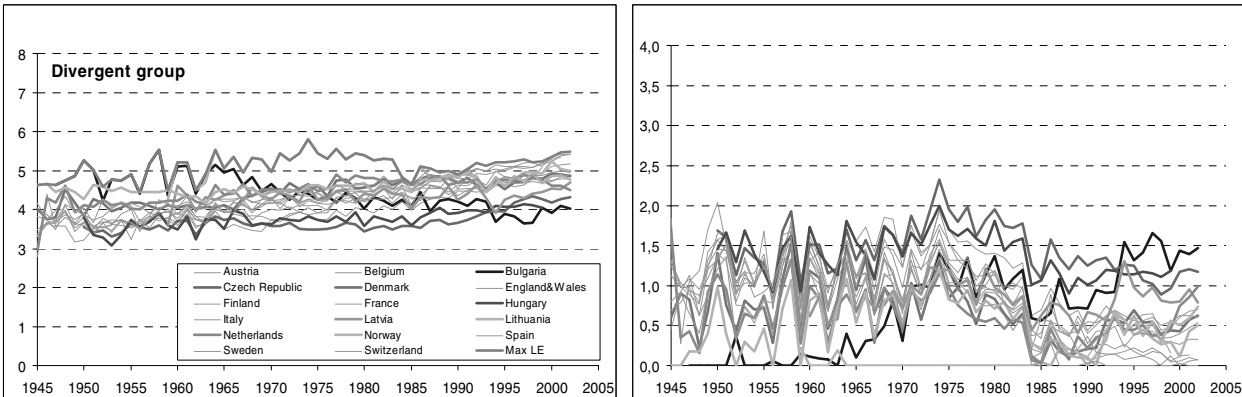 Divergent group
8
7
6
5
4
3
2
1
0
Austria Belgium Bulgaria
Czech Republic Denmark England&Wales
Finland France Hungary
Italy Latvia Lithuania
Netherlands Norway Spain
Sweden Switzerland Max LE
1945 1950 1955 1960 1965 1970 1975 1980 1985 1990 1995 2000 2005
4,0
3,5
3,0
2,5
2,0
1,5
1,0
0,5
0,0
1945 1950 1955 1960 1965 1970 1975 1980 1985 1990 1995 2000 2005